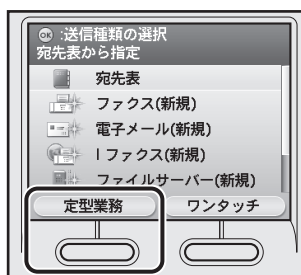 OK :送信種類の選択
宛先表から指定
宛先表
ファクス(新規)
電子メール(新規)
Iファクス(新規)
ファイルサーバー(新規)
定型業務 ワンタッチ